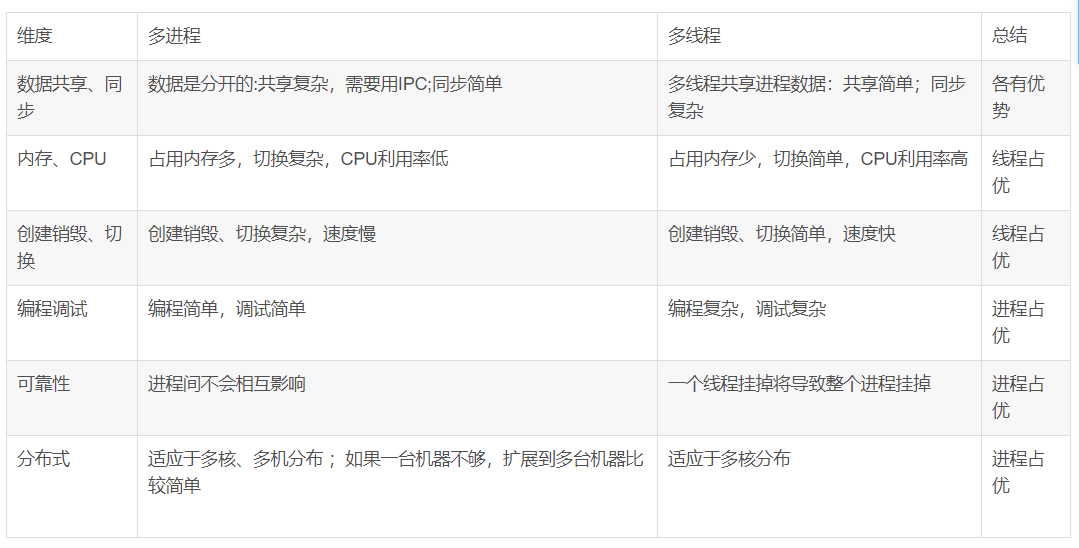 维度 多进程 多线程 总结
数据共享、同 数据是分开的:共享复杂，需要用IPC;同步简单 多线程共享进程数据：共享简单；同步 各有优
步 复杂 势
内存、CPU 占用内存多，切换复杂，CPU利用率低 占用内存少，切换简单，CPU利用率高 线程占
优
创建销毁、切 创建销毁、切换复杂，速度慢 创建销毁、切换简单，速度快 线程占
换 优
编程调试 编程简单，调试简单 编程复杂，调试复杂 进程占
优
可靠性 进程间不会相互影响 一个线程挂掉将导致整个进程挂掉 进程占
优
分布式 适应于多核、多机分布 ；如果一台机器不够，扩展到多台机器比 适应于多核分布 进程占
较简单 优